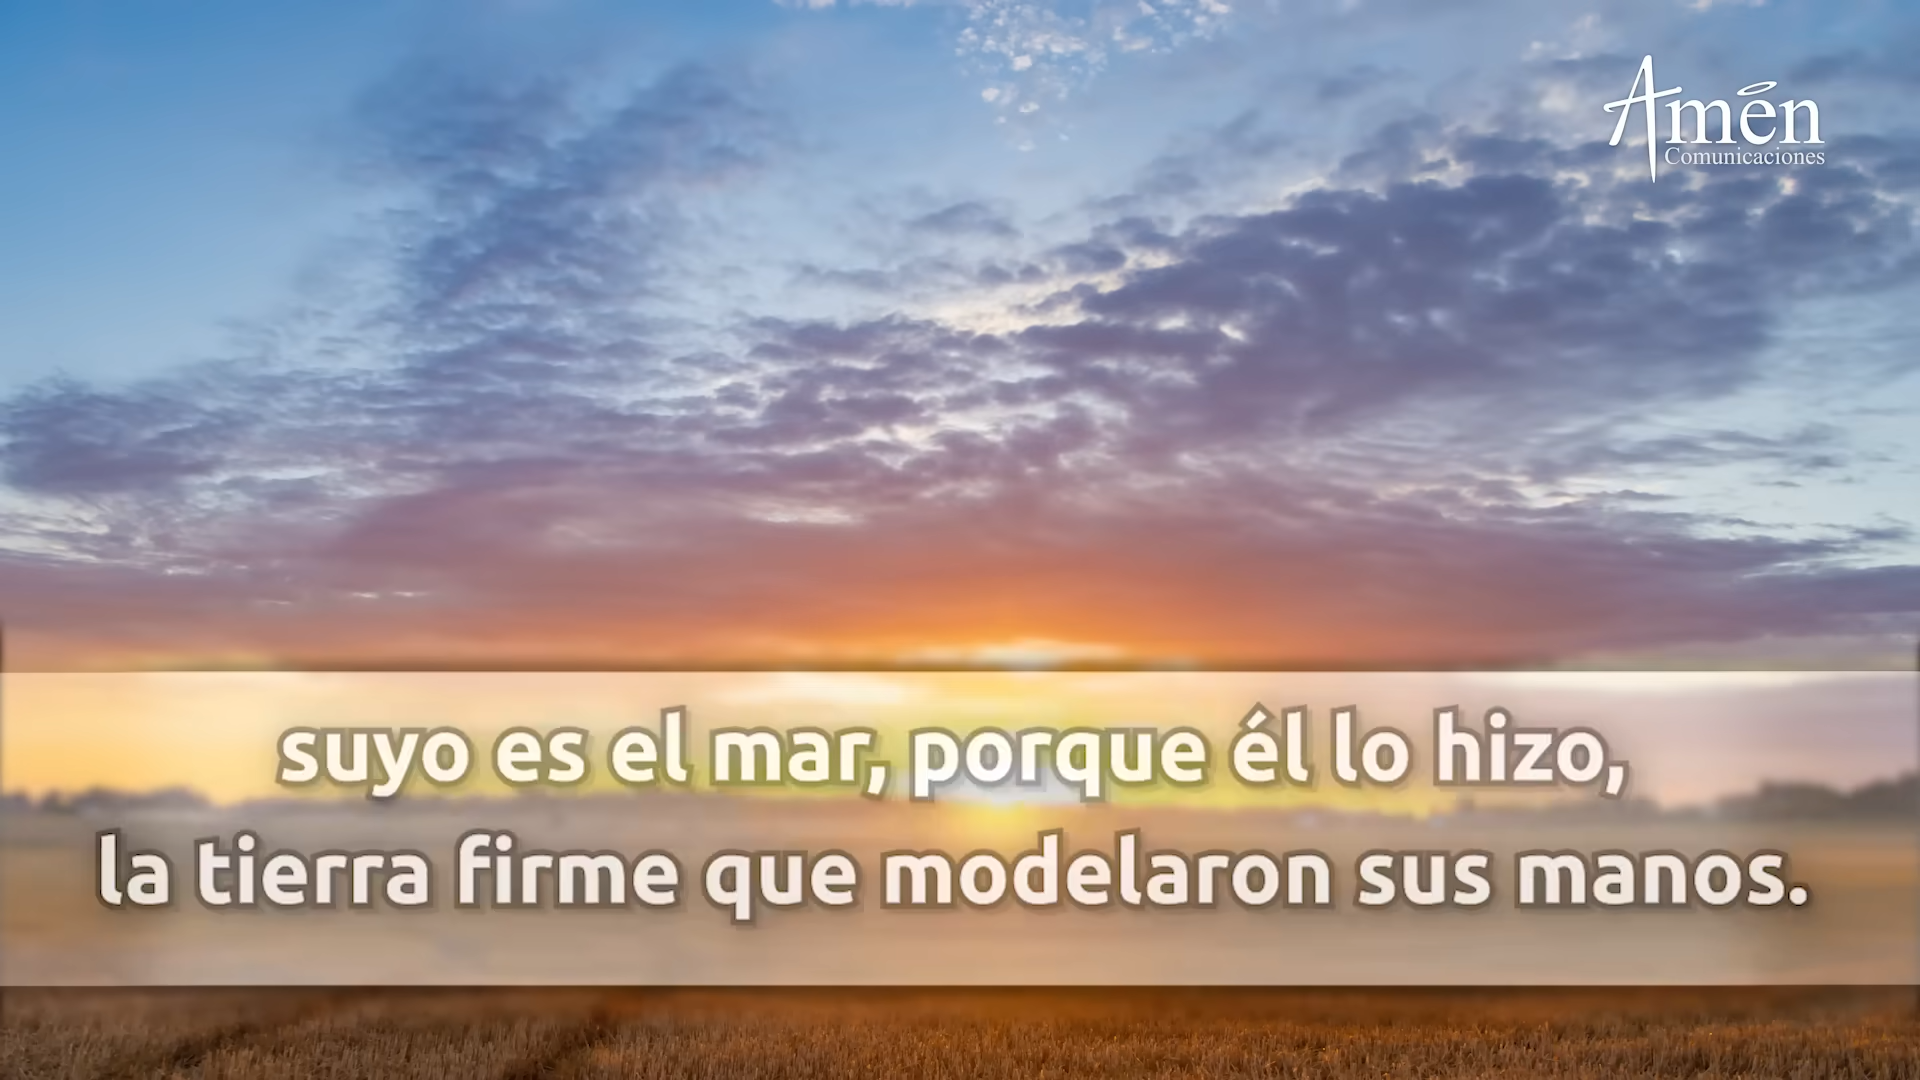 Amén
Comunicaciones
suyo es el mar, porque él lo hizo,
la tierra firme que modelaron sus manos.